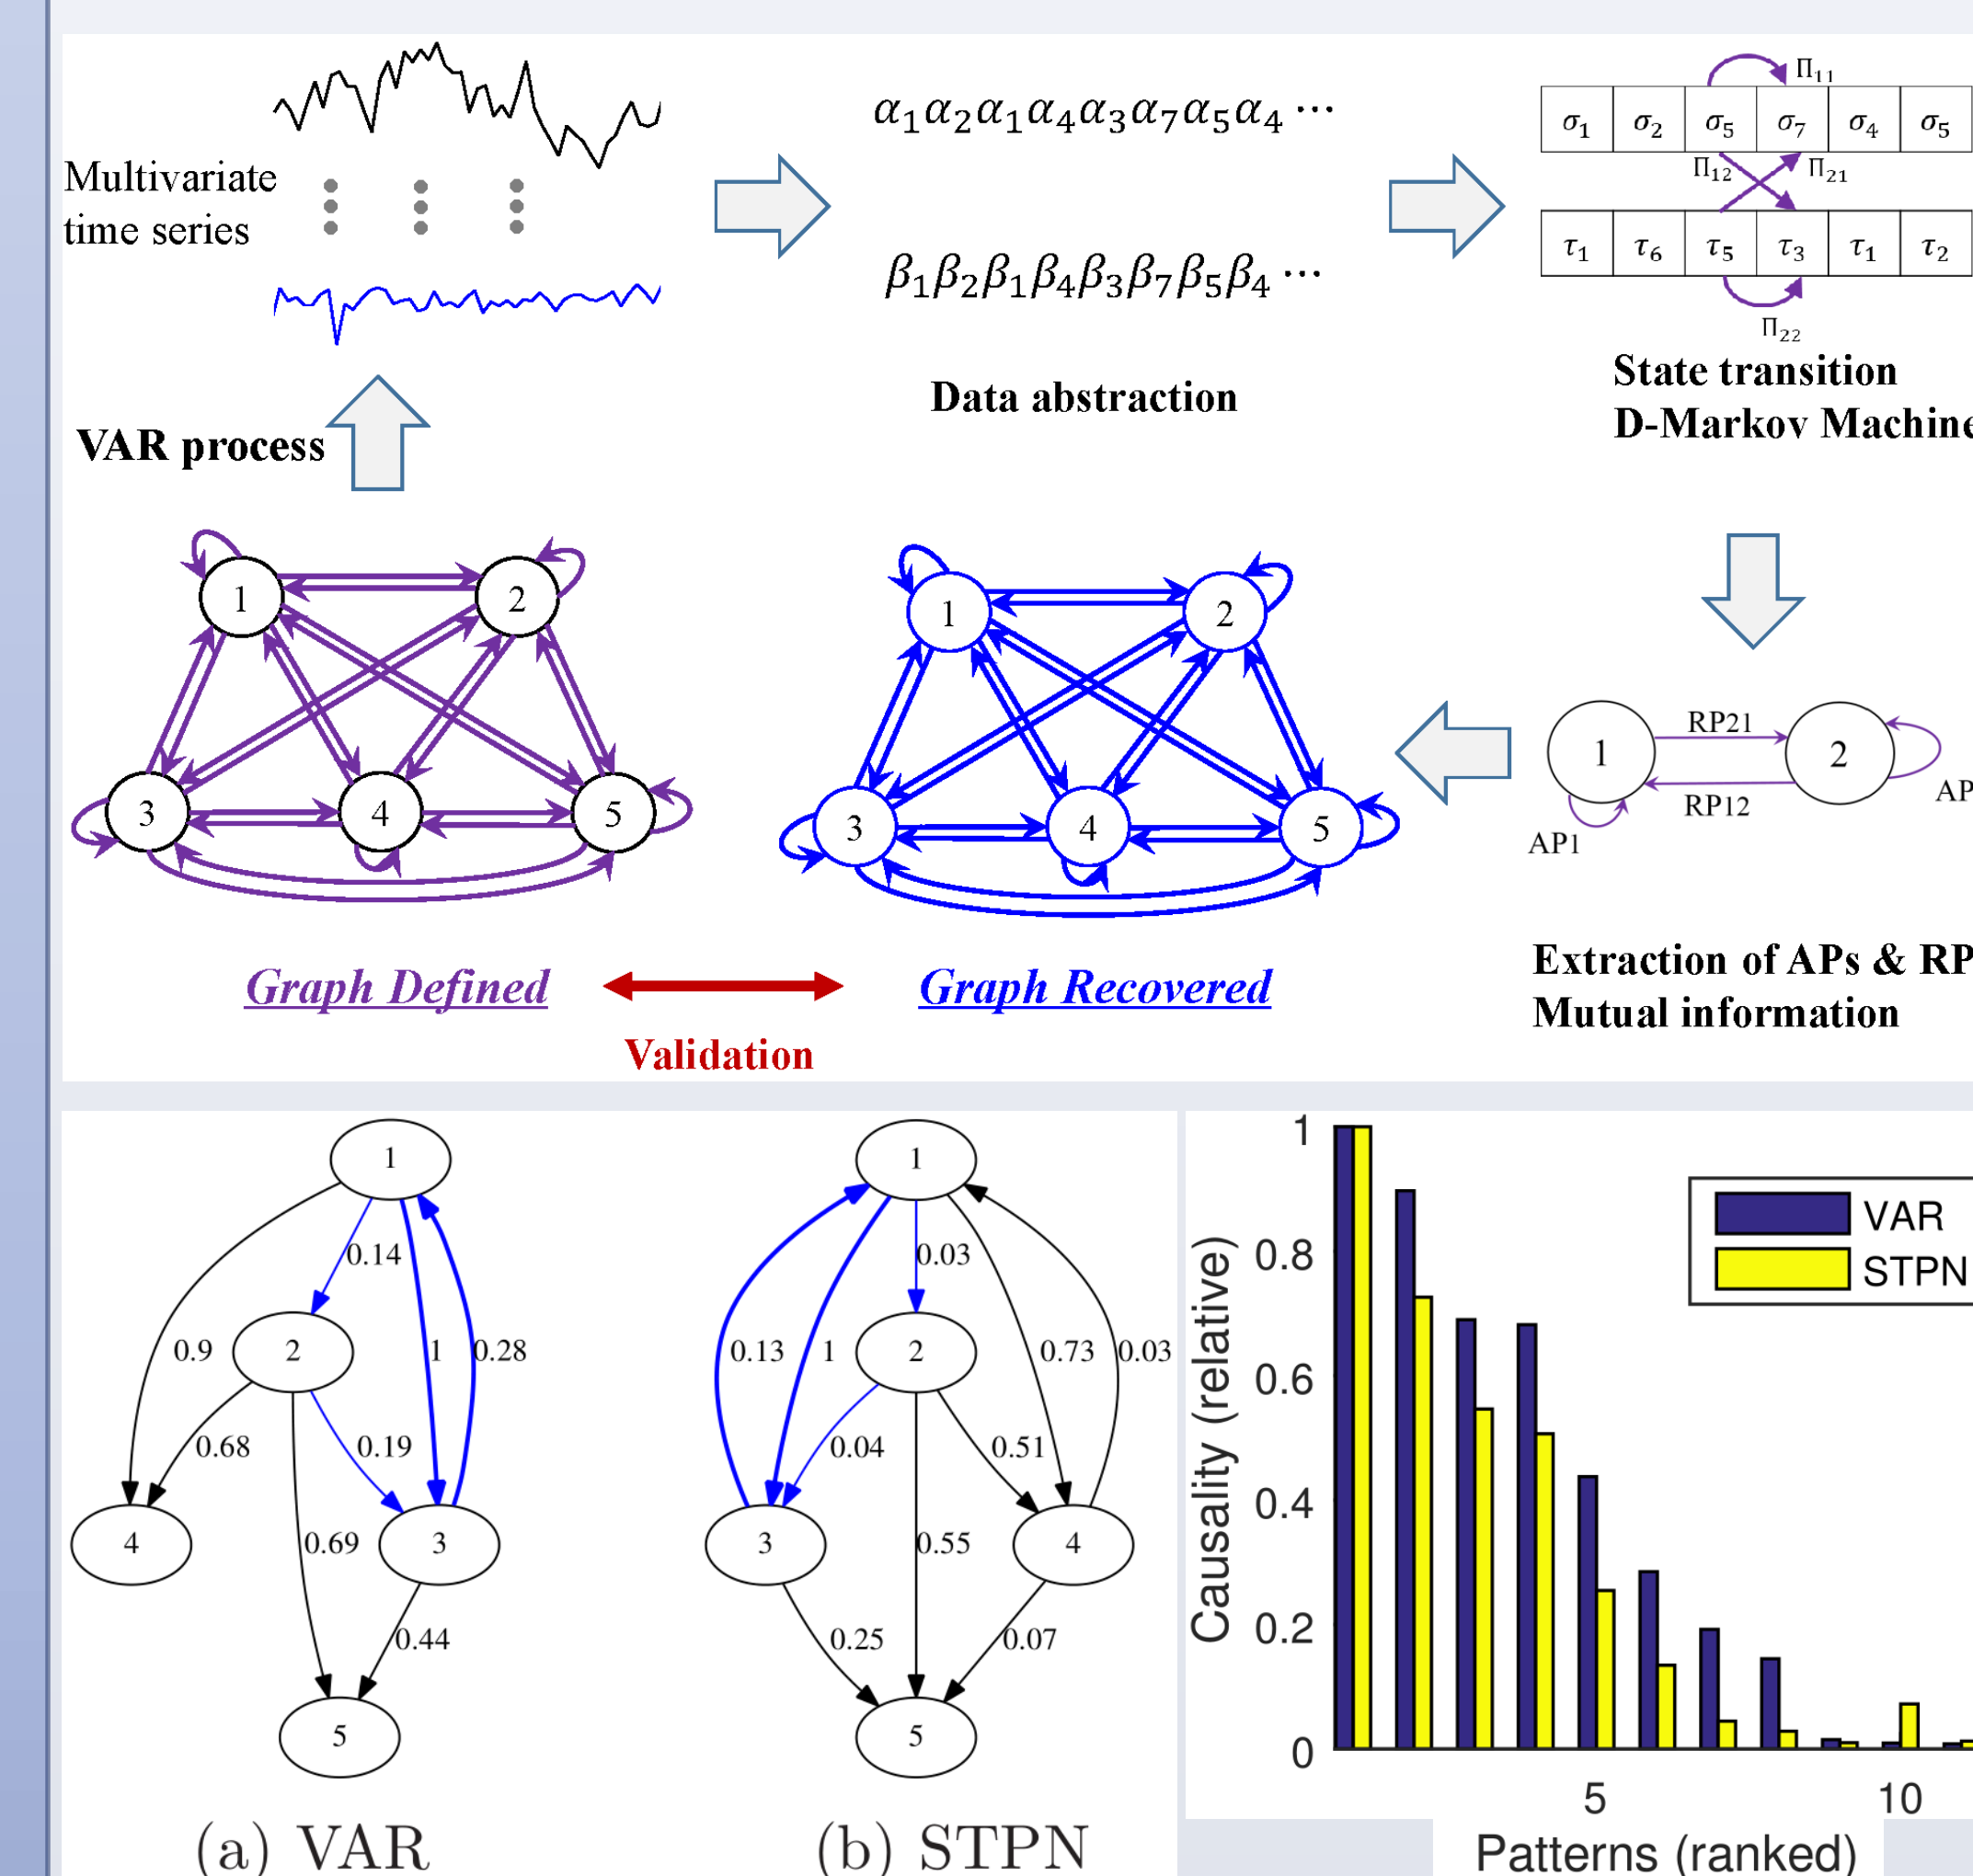 Multivariate
time series
α₁α₂α₁α₄α₃α₇α₅α₄ ···
β₁β₂β₁β₄β₃β₇β₅β₄ ···
Data abstraction
Π₁₁
σ₁ σ₂ σ₅ σ₇ σ₄ σ₅
Π₁₂ Π₂₁
τ₁ τ₆ τ₅ τ₃ τ₁ τ₂
Π₂₂
State transition
D-Markov Machine
VAR process
1 2
3 4 5
Graph Defined
1 2
3 4 5
Graph Recovered
Validation
1 RP21 2
RP12
AP1
AP
Extraction of APs & RP
Mutual information
1
0.14
0.9 2 1 0.28
0.68 0.19
4 0.69 3
0.44
5
(a) VAR
1
0.03
0.13 1 2 0.73 0.03
0.04 0.51
3 0.55 4
0.25 0.07
5
(b) STPN
Causality (relative)
1
0.8
0.6
0.4
0.2
0
VAR
STPN
5 10
Patterns (ranked)